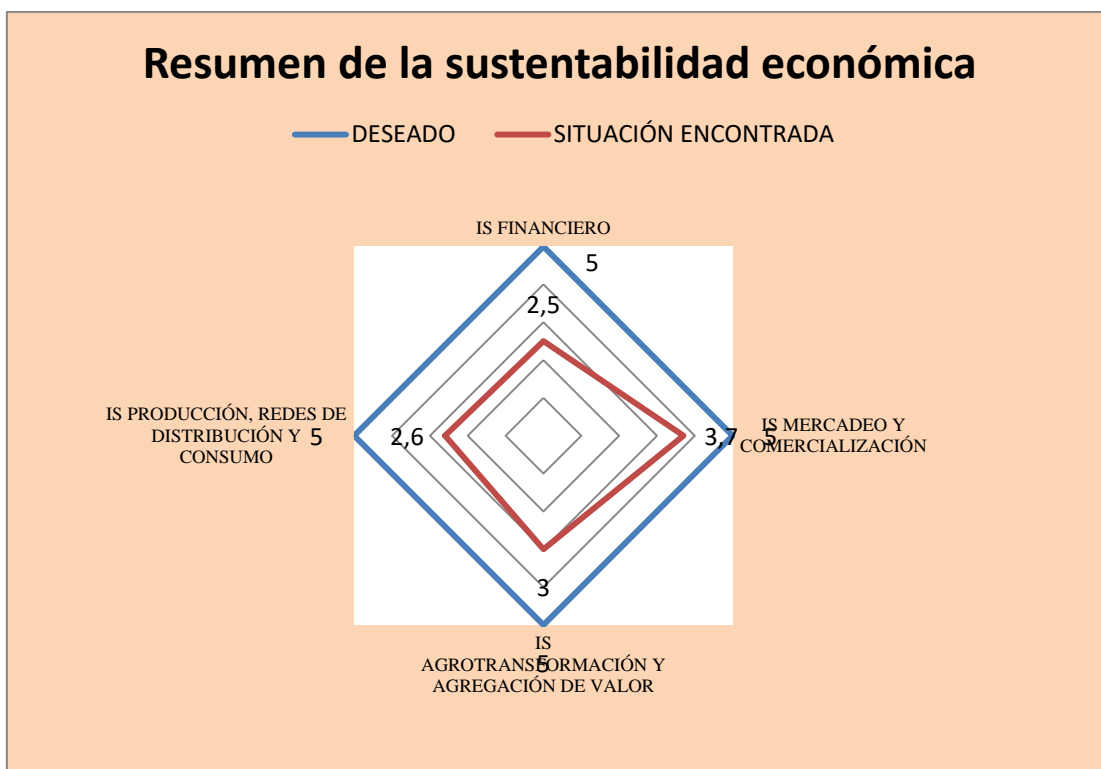 Resumen de la sustentabilidad económica
DESEADO SITUACIÓN ENCONTRADA
IS FINANCIERO
5
2,5
IS PRODUCCIÓN, REDES DE
DISTRIBUCIÓN Y
CONSUMO
5
2,6
3,7
5
IS MERCADEO Y
COMERCIALIZACIÓN
3
IS
AGROTRANSFORMACIÓN Y
AGREGACIÓN DE VALOR
5